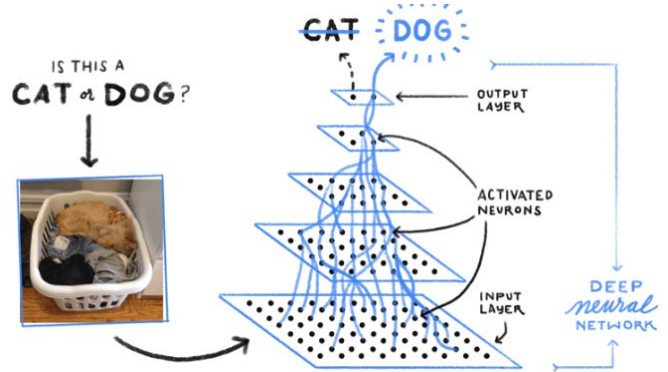 IS THIS A
CAT or DOG?
CAT DOG
OUTPUT
LAYER
ACTIVATED
NEURONS
INPUT
LAYER
DEEP
neural
NETWORK